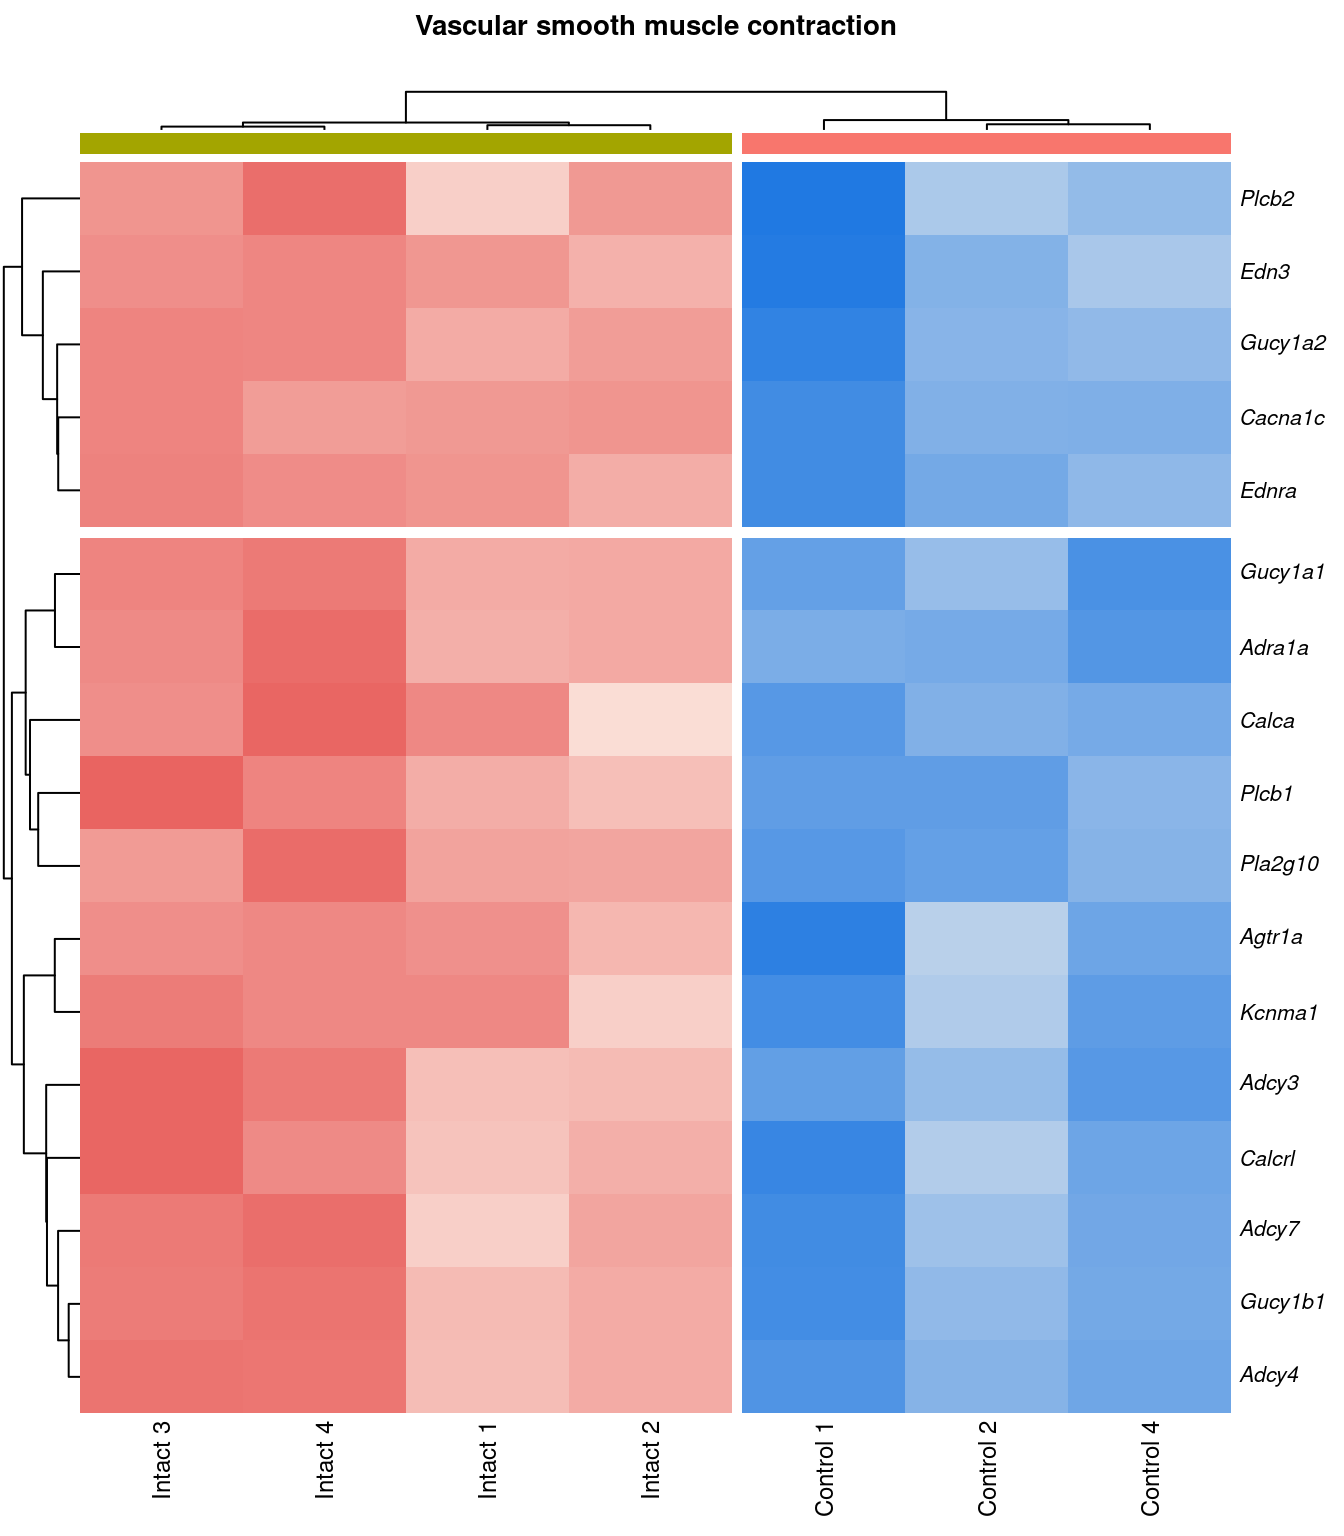 Vascular smooth muscle contraction
Plcb2
Edn3
Gucy1a2
Cacna1c
Ednra
Gucy1a1
Adra1a
Calca
Plcb1
Pla2g10
Agtr1a
Kcnma1
Adcy3
Calcrl
Adcy7
Gucy1b1
Adcy4
Intact 3
Intact 4
Intact 1
Intact 2
Control 1
Control 2
Control 4